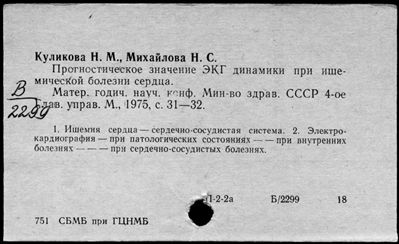 Куликова Н. М., Михайлова Н. С.
Прогностическое значение ЭКГ динамики при ише-
мической болезни сердца.
Матер. годич. науч. конф. Мин-во здрав. СССР 4-ое
Глав. управ. М., 1975, с. 31—32.
В
2299
1. Ишемия сердца — сердечно-сосудистая система. 2. Электро-
кардиография — при патологических состояниях — — при внутренних
болезнях — — — при сердечно-сосудистых болезнях.
П-2-2а Б/2299 18
751 СБМБ при ГЦНМБ